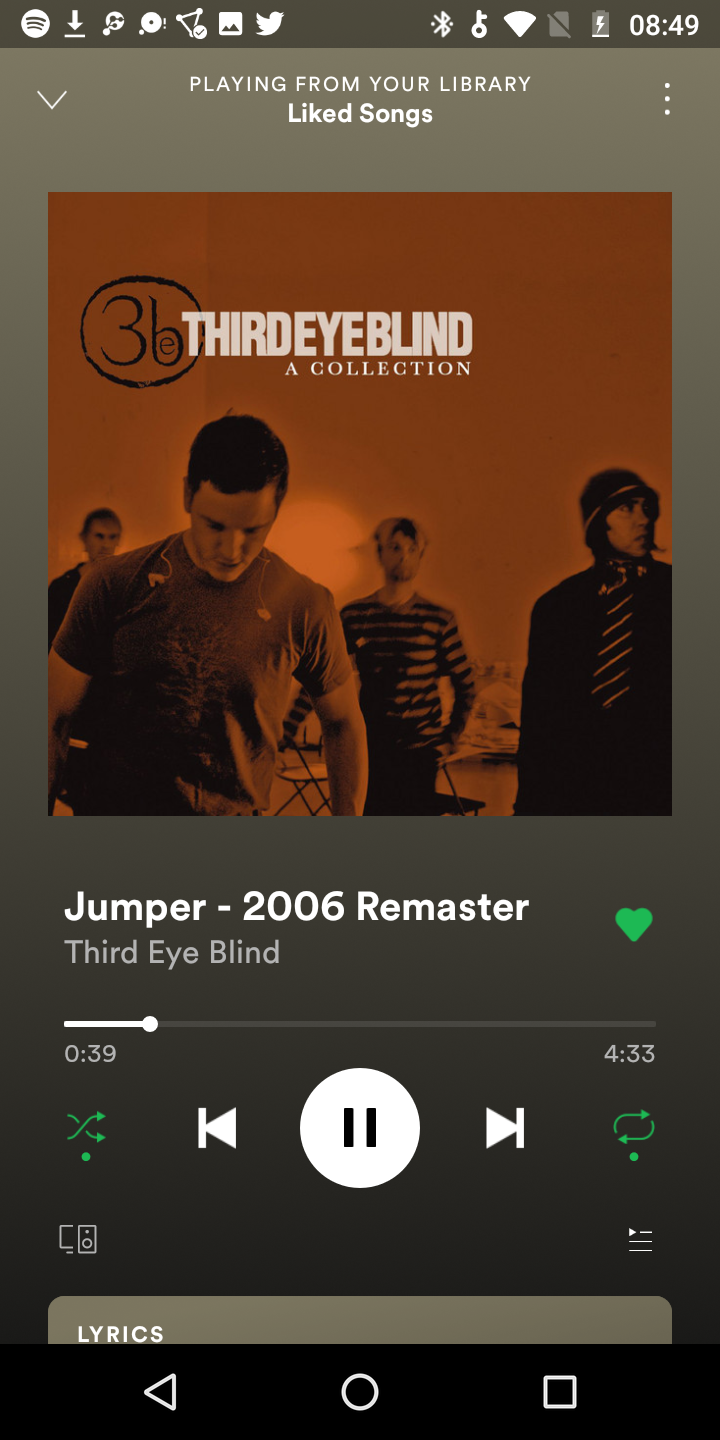 08:49
PLAYING FROM YOUR LIBRARY
Liked Songs
3be THIRDEYEBLIND
A COLLECTION
Jumper - 2006 Remaster
Third Eye Blind
0:39
4:33
LYRICS